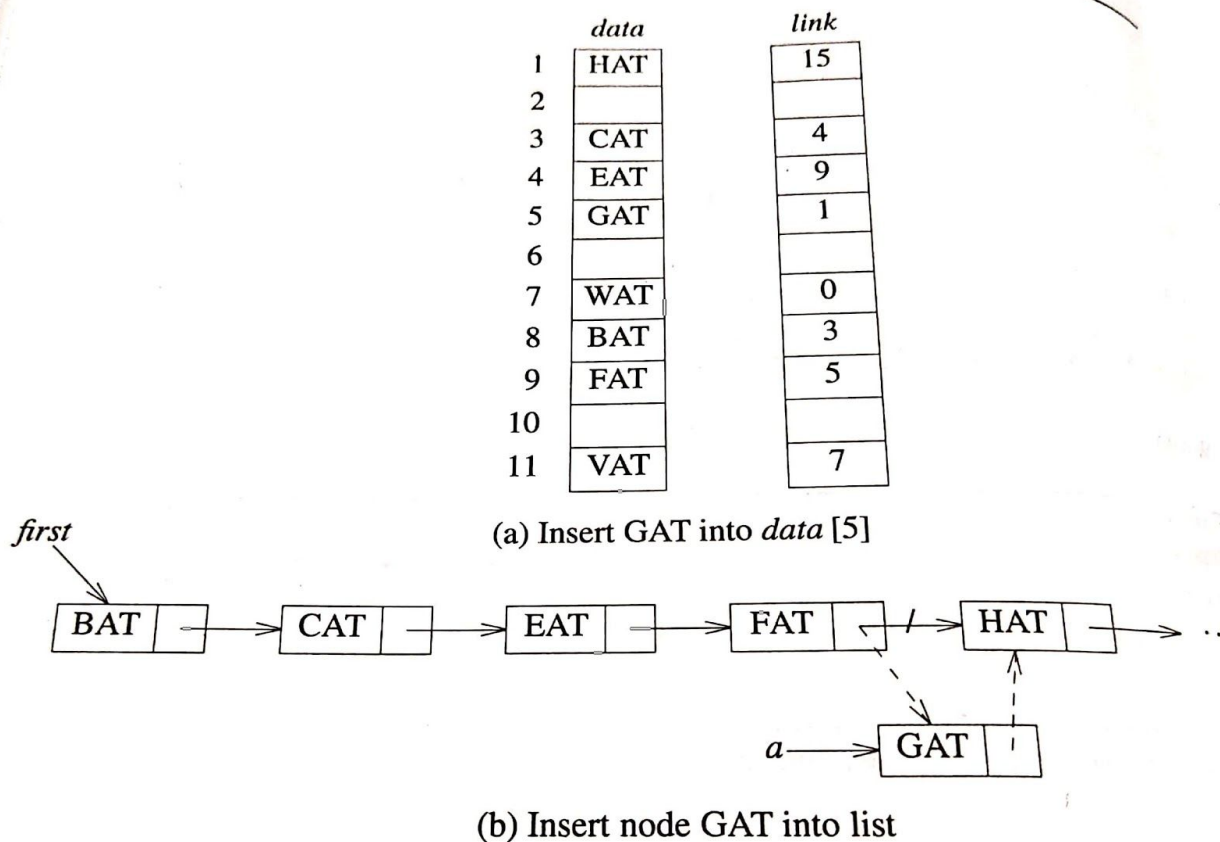 data link
1 HAT 15
2
3 CAT 4
4 EAT 9
5 GAT 1
6
7 WAT 0
8 BAT 3
9 FAT 5
10
11 VAT 7
(a) Insert GAT into data [5]
first
BAT CAT EAT FAT HAT ..
a GAT
(b) Insert node GAT into list